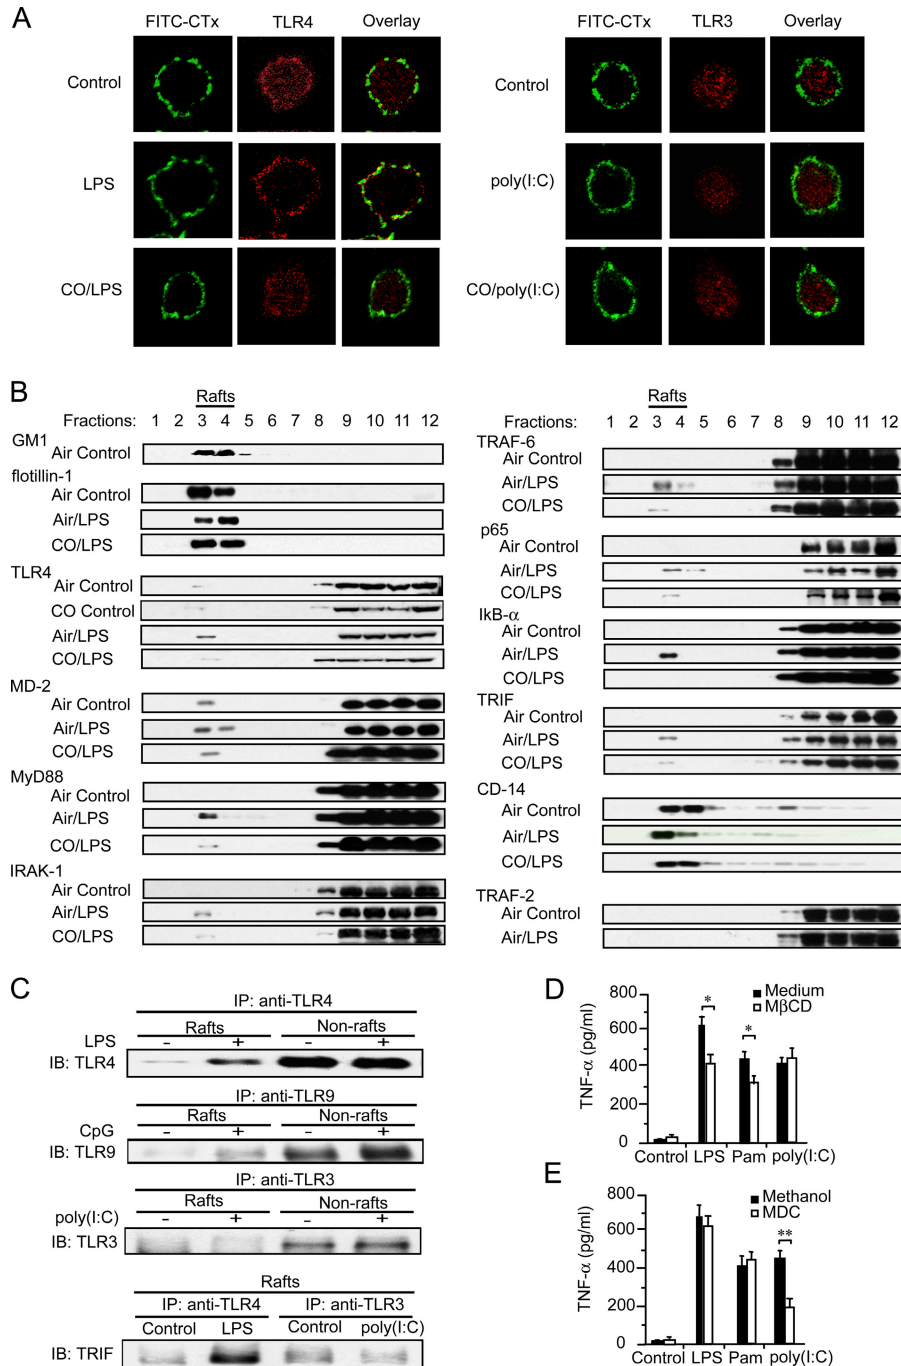 A
FITC-CTx TLR4 Overlay
Control
LPS
CO/LPS
FITC-CTx TLR3 Overlay
Control
poly(I:C)
CO/poly(I:C)
B
Rafts
Fractions: 1 2 3 4 5 6 7 8 9 10 11 12
GM1
Air Control
flotillin-1
Air Control
Air/LPS
CO/LPS
TLR4
Air Control
CO Control
Air/LPS
CO/LPS
MD-2
Air Control
Air/LPS
CO/LPS
MyD88
Air Control
Air/LPS
CO/LPS
IRAK-1
Air Control
Air/LPS
CO/LPS
Rafts
Fractions: 1 2 3 4 5 6 7 8 9 10 11 12
TRAF-6
Air Control
Air/LPS
CO/LPS
p65
Air Control
Air/LPS
CO/LPS
IkB-α
Air Control
Air/LPS
CO/LPS
TRIF
Air Control
Air/LPS
CO/LPS
CD-14
Air Control
Air/LPS
CO/LPS
TRAF-2
Air Control
Air/LPS
C
IP: anti-TLR4
Rafts Non-rafts
LPS – + – +
IB: TLR4
IP: anti-TLR9
Rafts Non-rafts
CpG – + – +
IB: TLR9
IP: anti-TLR3
Rafts Non-rafts
poly(I:C) – + – +
IB: TLR3
Rafts
IP: anti-TLR4 IP: anti-TLR3
Control LPS Control poly(I:C)
IB: TRIF
D
TNF-α (pg/ml)
800
600
400
200
0
Medium
MβCD
* *
Control LPS Pam poly(I:C)
E
TNF-α (pg/ml)
800
600
400
200
0
Methanol
MDC
**
Control LPS Pam poly(I:C)